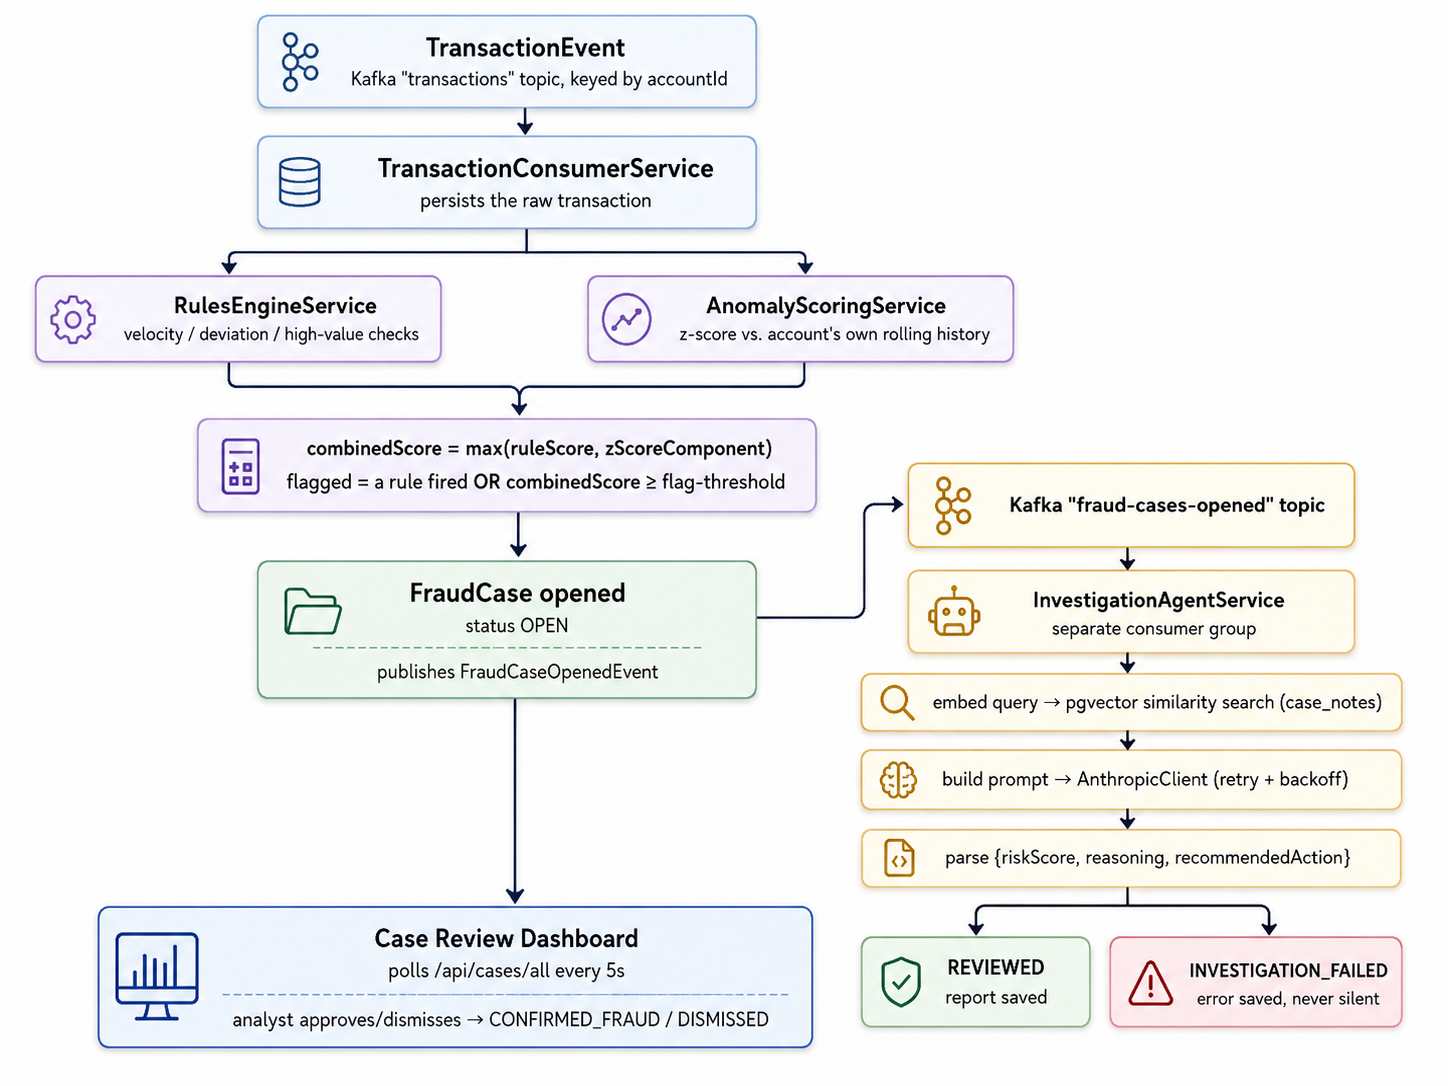 TransactionEvent
Kafka "transactions" topic, keyed by accountId
TransactionConsumerService
persists the raw transaction
RulesEngineService
velocity / deviation / high-value checks
AnomalyScoringService
z-score vs. account's own rolling history
combinedScore = max(ruleScore, zScoreComponent)
flagged = a rule fired OR combinedScore ≥ flag-threshold
FraudCase opened
status OPEN
publishes FraudCaseOpenedEvent
Kafka "fraud-cases-opened" topic
InvestigationAgentService
separate consumer group
embed query → pgvector similarity search (case_notes)
build prompt → AnthropicClient (retry + backoff)
parse {riskScore, reasoning, recommendedAction}
REVIEWED
report saved
INVESTIGATION_FAILED
error saved, never silent
Case Review Dashboard
polls /api/cases/all every 5s
analyst approves/dismisses → CONFIRMED_FRAUD / DISMISSED